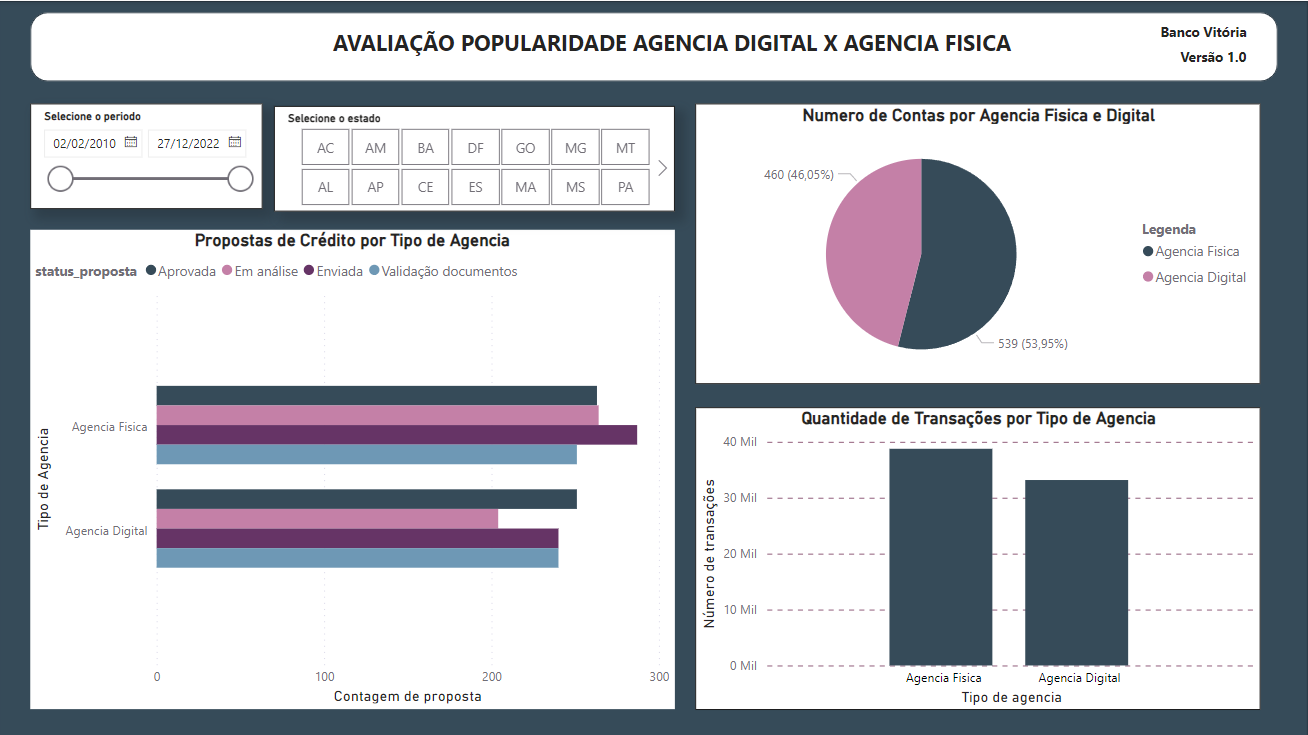 AVALIAÇÃO POPULARIDADE AGENCIA DIGITAL X AGENCIA FISICA
Banco Vitória
Versão 1.0
Selecione o periodo
02/02/2010 27/12/2022
Selecione o estado
AC AM BA DF GO MG MT
AL AP CE ES MA MS PA
Propostas de Crédito por Tipo de Agencia
status_proposta Aprovada Em análise Enviada Validação documentos
Tipo de Agencia
Agencia Fisica
Agencia Digital
0 100 200 300
Contagem de proposta
Numero de Contas por Agencia Fisica e Digital
460 (46,05%)
539 (53,95%)
Legenda
Agencia Fisica
Agencia Digital
Quantidade de Transações por Tipo de Agencia
Número de transações
40 Mil
30 Mil
20 Mil
10 Mil
0 Mil
Agencia Fisica Agencia Digital
Tipo de agencia